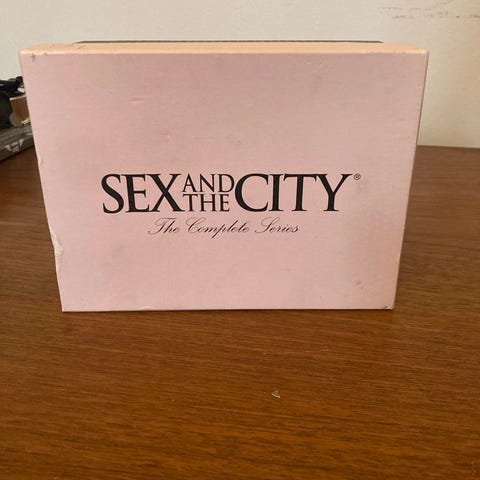 SEX AND THE CITY®
The Complete Series